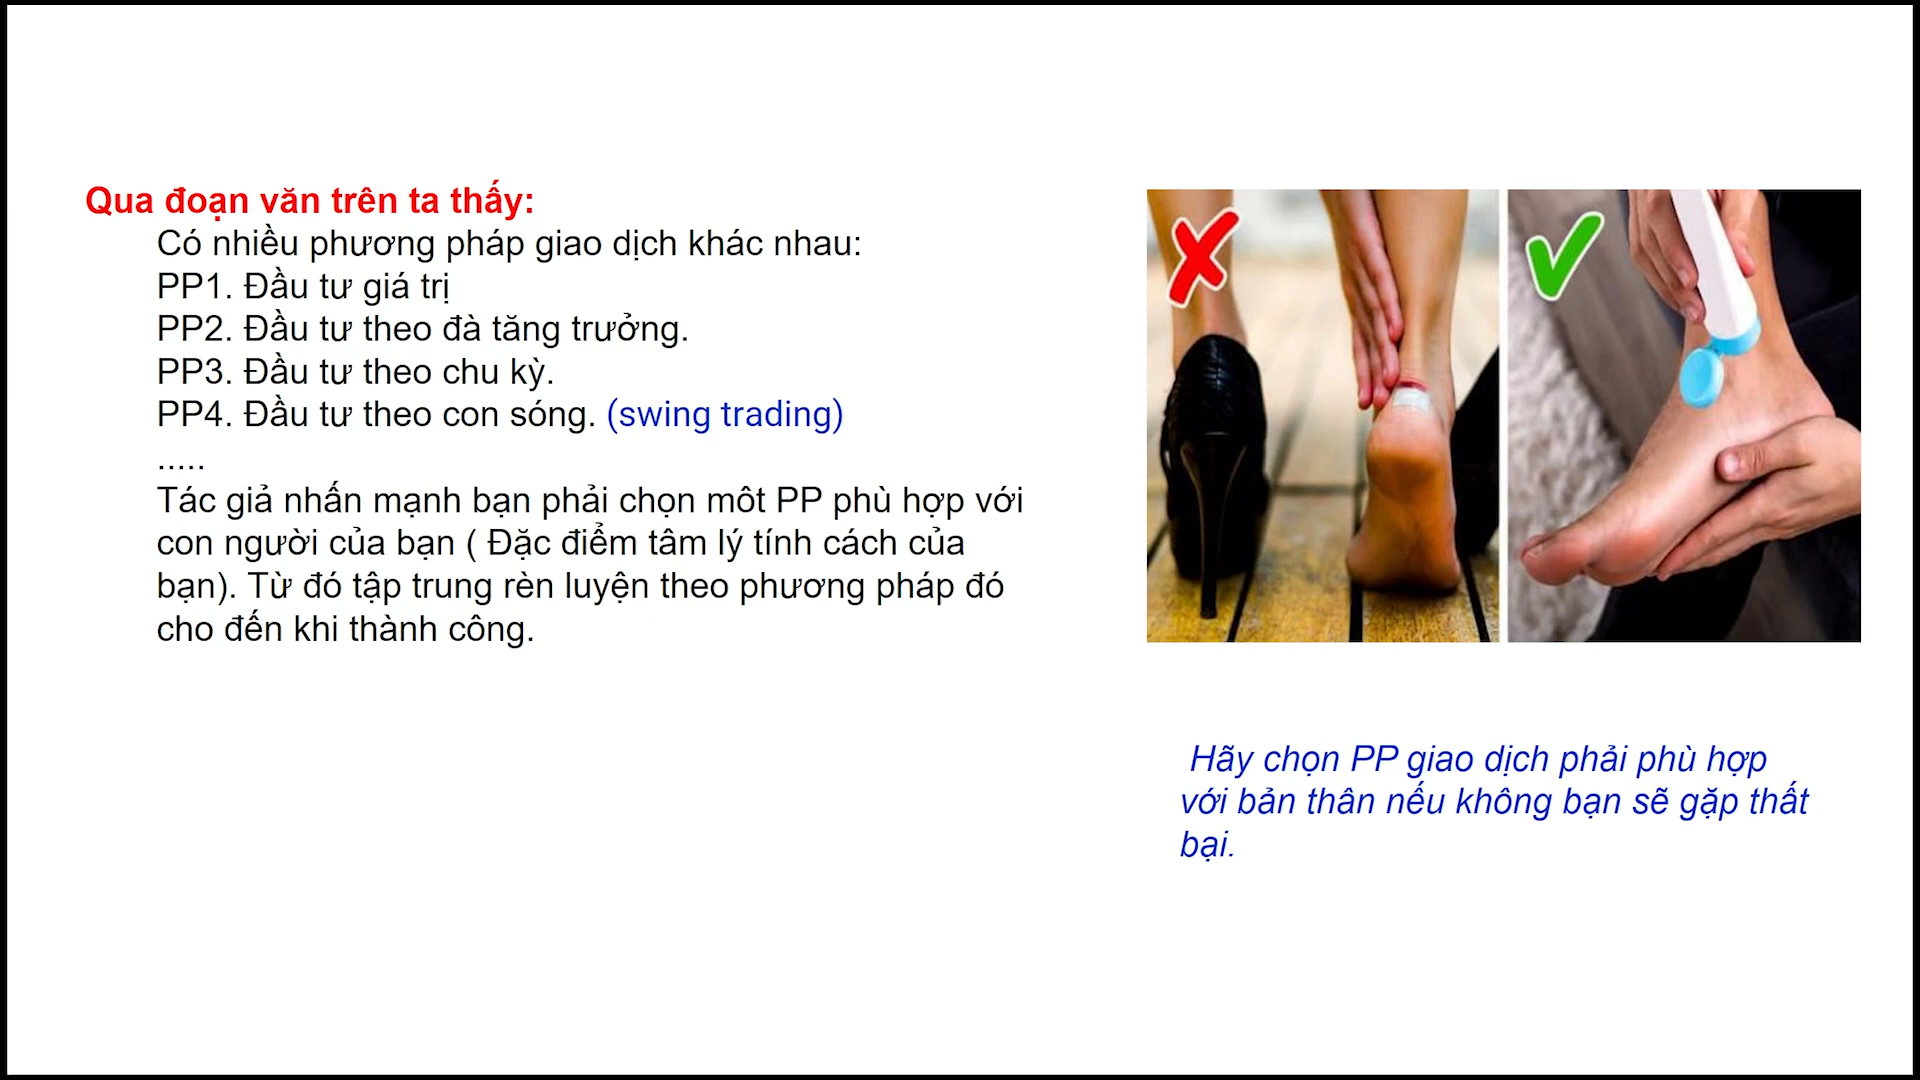 Qua đoạn văn trên ta thấy:
Có nhiều phương pháp giao dịch khác nhau:
PP1. Đầu tư giá trị
PP2. Đầu tư theo đà tăng trưởng.
PP3. Đầu tư theo chu kỳ.
PP4. Đầu tư theo con sóng. (swing trading)
.....
Tác giả nhấn mạnh bạn phải chọn môt PP phù hợp với
con người của bạn ( Đặc điểm tâm lý tính cách của
bạn). Từ đó tập trung rèn luyện theo phương pháp đó
cho đến khi thành công.
Hãy chọn PP giao dịch phải phù hợp
với bản thân nếu không bạn sẽ gặp thất
bại.